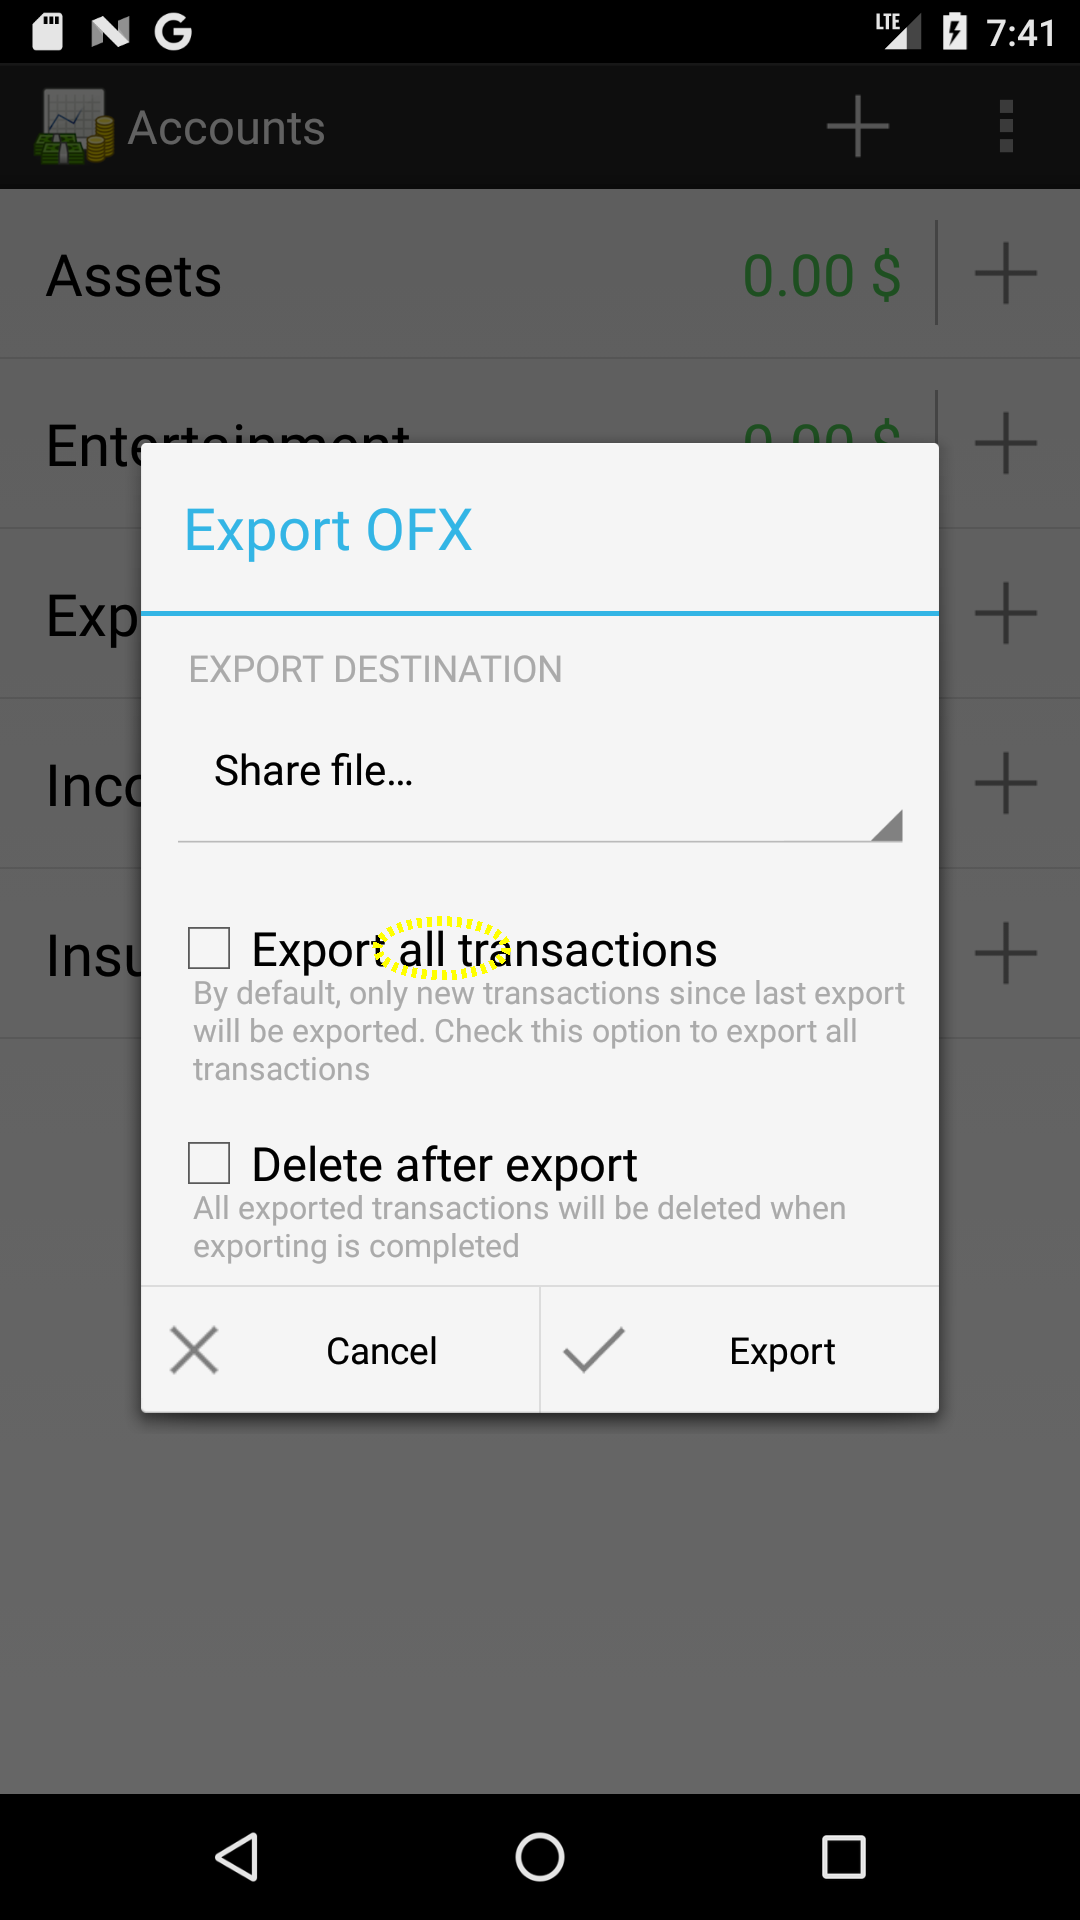 LTE 7:41
Accounts
Assets 0.00 $
Entertainment 0.00 $
Exp
Inco
Insu
Export OFX
EXPORT DESTINATION
Share file...
Export all transactions
By default, only new transactions since last export
will be exported. Check this option to export all
transactions
Delete after export
All exported transactions will be deleted when
exporting is completed
Cancel Export